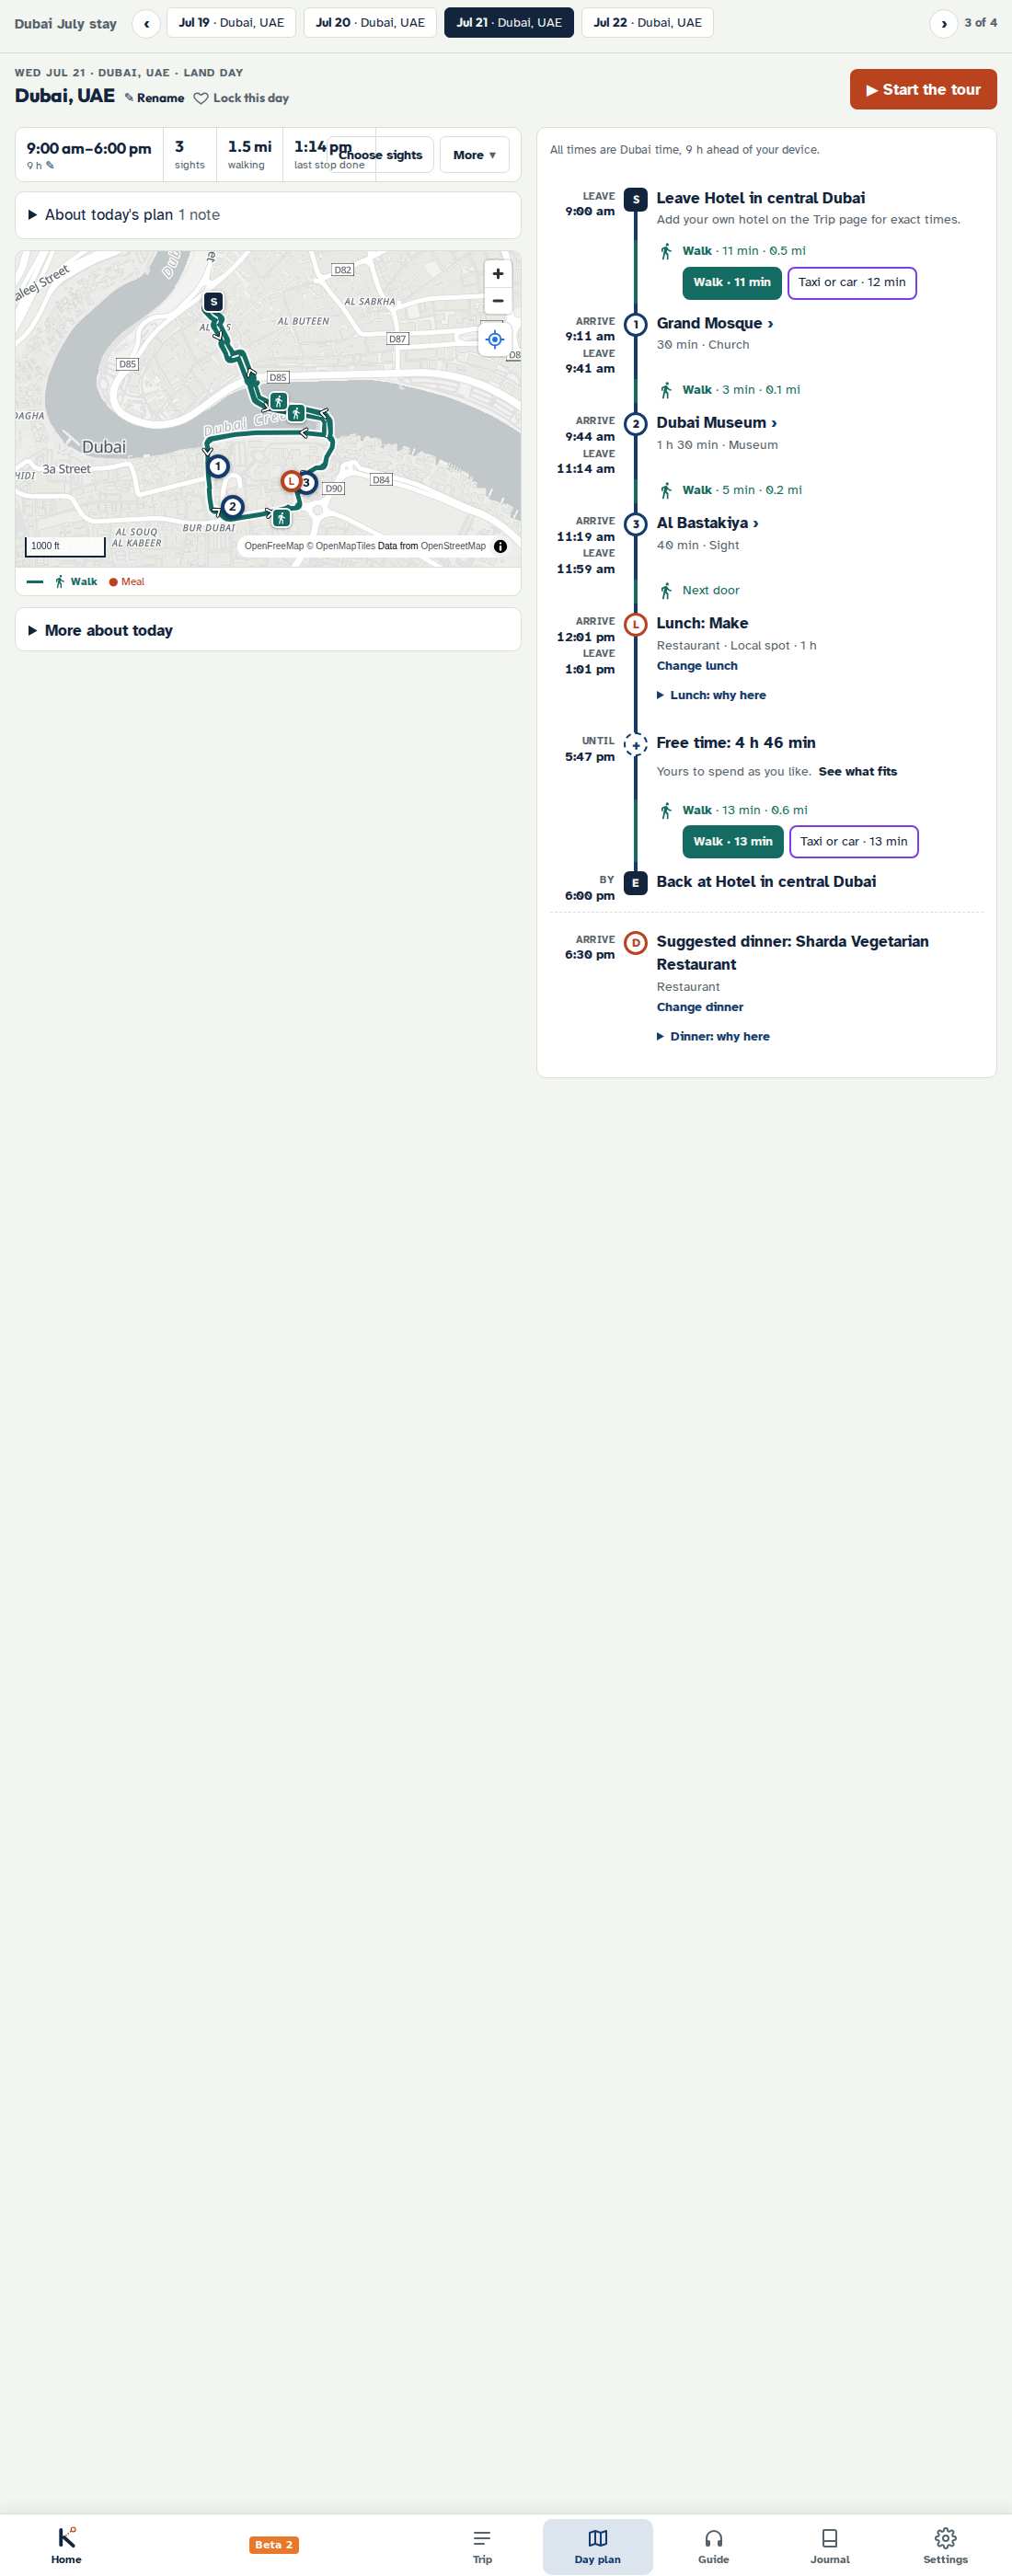 Dubai July stay
‹
Jul 19 · Dubai, UAE
Jul 20 · Dubai, UAE
Jul 21 · Dubai, UAE
Jul 22 · Dubai, UAE
›
3 of 4
WED JUL 21 · DUBAI, UAE · LAND DAY
Dubai, UAE
✎ Rename
Lock this day
▶ Start the tour
9:00 am–6:00 pm
9 h ✎
3
sights
1.5 mi
walking
1:14 pm
last stop done
Choose sights
More ▾
▶ About today's plan 1 note
aleej Street
D82
AL SABKHA
AL BUTEEN
D87
D85
D85
S
DAGHA
Dubai
3a Street
HIDI
1
2
L
3
D90
D84
BUR DUBAI
AL SOUQ
AL KABEER
1000 ft
+
−
OpenFreeMap © OpenMapTiles Data from OpenStreetMap
Walk
Meal
▶ More about today
All times are Dubai time, 9 h ahead of your device.
LEAVE
9:00 am
S
Leave Hotel in central Dubai
Add your own hotel on the Trip page for exact times.
Walk · 11 min · 0.5 mi
Walk · 11 min
Taxi or car · 12 min
ARRIVE
9:11 am
LEAVE
9:41 am
1
Grand Mosque ›
30 min · Church
Walk · 3 min · 0.1 mi
ARRIVE
9:44 am
LEAVE
11:14 am
2
Dubai Museum ›
1 h 30 min · Museum
Walk · 5 min · 0.2 mi
ARRIVE
11:19 am
LEAVE
11:59 am
3
Al Bastakiya ›
40 min · Sight
Next door
ARRIVE
12:01 pm
LEAVE
1:01 pm
L
Lunch: Make
Restaurant · Local spot · 1 h
Change lunch
▶ Lunch: why here
UNTIL
5:47 pm
+
Free time: 4 h 46 min
Yours to spend as you like. See what fits
Walk · 13 min · 0.6 mi
Walk · 13 min
Taxi or car · 13 min
BY
6:00 pm
E
Back at Hotel in central Dubai
ARRIVE
6:30 pm
D
Suggested dinner: Sharda Vegetarian
Restaurant
Restaurant
Change dinner
▶ Dinner: why here
Home
Beta 2
Trip
Day plan
Guide
Journal
Settings